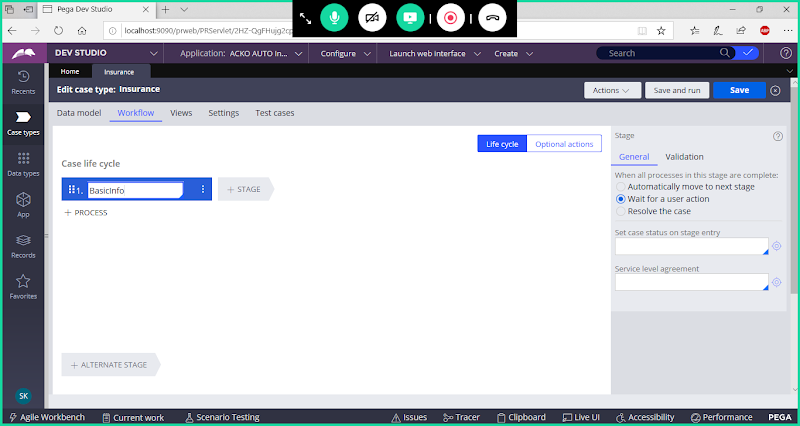 Pega Dev Studio
localhost:9090/prweb/PRServlet/2HZ-QgFHujg2cp
DEV STUDIO
Application: ACKO AUTO In...
Configure
Launch web interface
Create
Search
Home
Insurance
Edit case type: Insurance
Actions
Save and run
Save
Data model
Workflow
Views
Settings
Test cases
Recents
Case types
Data types
App
Records
Favorites
SK
Life cycle
Optional actions
Case life cycle
1. BasicInfo
+ STAGE
+ PROCESS
+ ALTERNATE STAGE
Stage
General
Validation
When all processes in this stage are complete:
Automatically move to next stage
Wait for a user action
Resolve the case
Set case status on stage entry
Service level agreement
Agile Workbench
Current work
Scenario Testing
Issues
Tracer
Clipboard
Live UI
Accessibility
Performance
PEGA